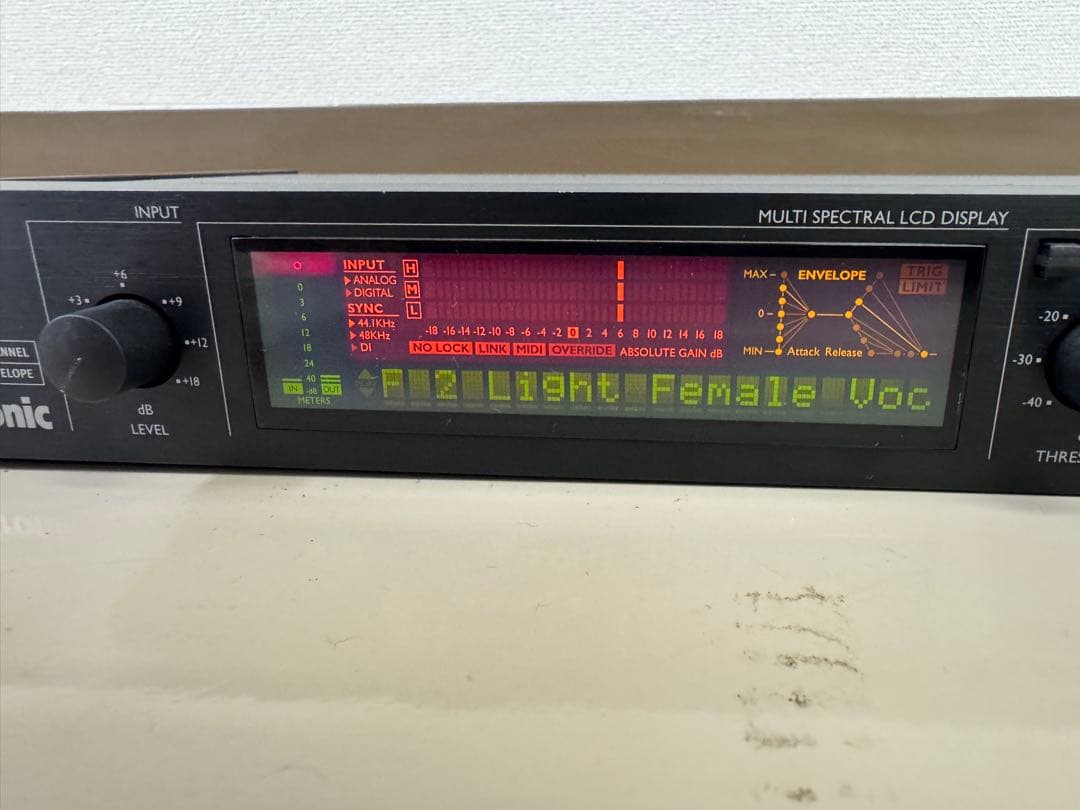 INPUT
+3
+6
+9
+12
+18
dB
LEVEL
NNEL
ELOPE
onic
MULTI SPECTRAL LCD DISPLAY
0
3
6
12
18
24
40
-dB
IN OUT
METERS
INPUT
ANALOG
DIGITAL
SYNC
44.1KHz
48KHz
DI
H
M
L
-18 -16 -14 -12 -10 -8 -6 -4 -2 0 2 4 6 8 10 12 14 16 18
NO LOCK LINK MIDI OVERRIDE ABSOLUTE GAIN dB
MAX ENVELOPE
0
MIN Attack Release
TRIG
LIMIT
F 2 Light Female Voc
-20
-30
-40
THRES